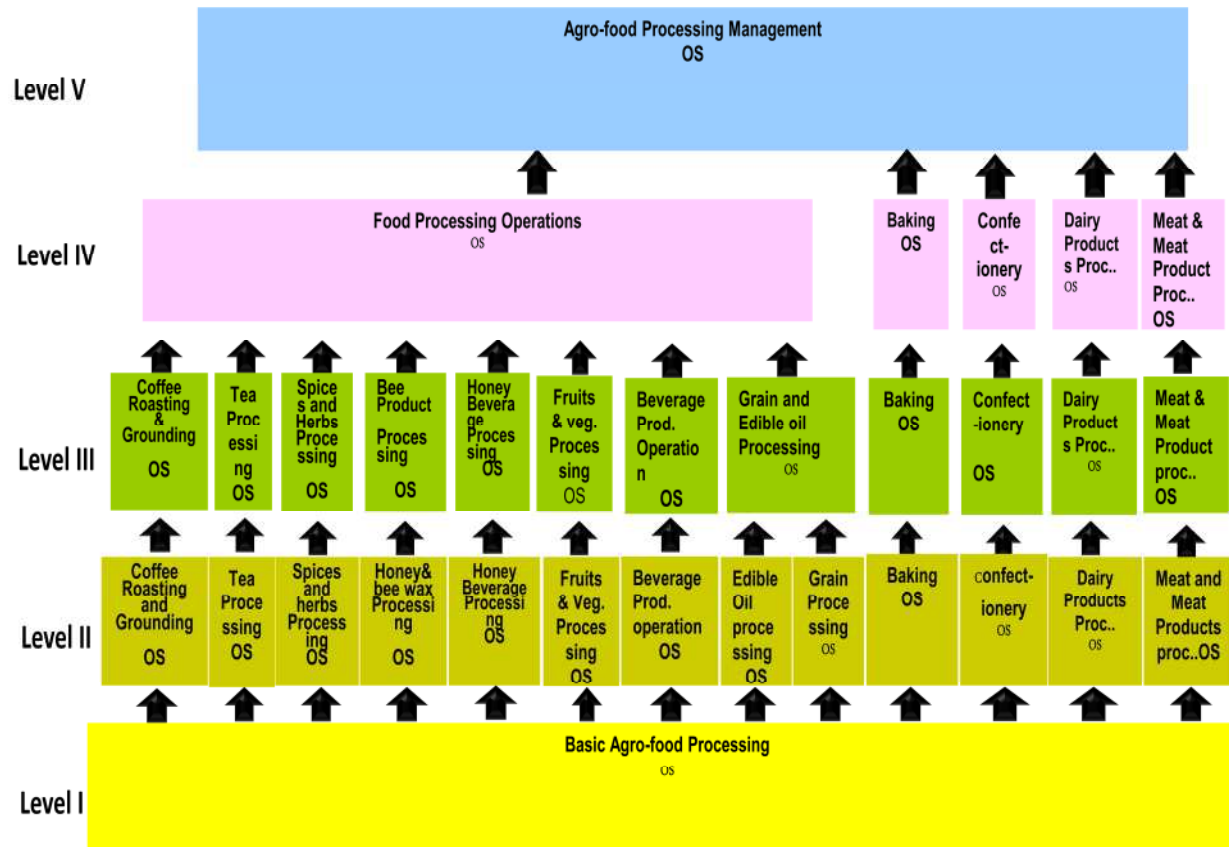 Agro-food Processing Management
OS
Level V
Food Processing Operations
OS
Baking
OS
Confe
ct-
ionery
OS
Dairy
Product
s Proc..
OS
Meat &
Meat
Product
Proc..
OS
Level IV
Coffee
Roasting
&
Grounding
OS
Tea
Proc
essi
ng
OS
Spice
s and
Herbs
Processing
OS
Bee
Product
Processing
OS
Honey
Bevera
ge
Processing
OS
Fruits
& veg.
Proces
sing
OS
Beverage
Prod.
Operatio
n
OS
Grain and
Edible oil
Processing
OS
Baking
OS
Confect
-ionery
OS
Dairy
Product
s Proc..
OS
Meat &
Meat
Product
proc..
OS
Level III
Coffee
Roasting
and
Grounding
OS
Tea
Proce
ssing
OS
Spices
and
herbs
Process
ing
OS
Honey&
bee wax
Processi
ng
OS
Honey
Beverage
Processi
ng
OS
Fruits
& Veg.
Proces
sing
OS
Beverage
Prod.
operation
OS
Edible
Oil
proce
ssing
OS
Grain
Proce
ssing
OS
Baking
OS
Confect-
ionery
OS
Dairy
Products
Proc..
OS
Meat and
Meat
Products
proc..OS
Level II
Basic Agro-food Processing
OS
Level I